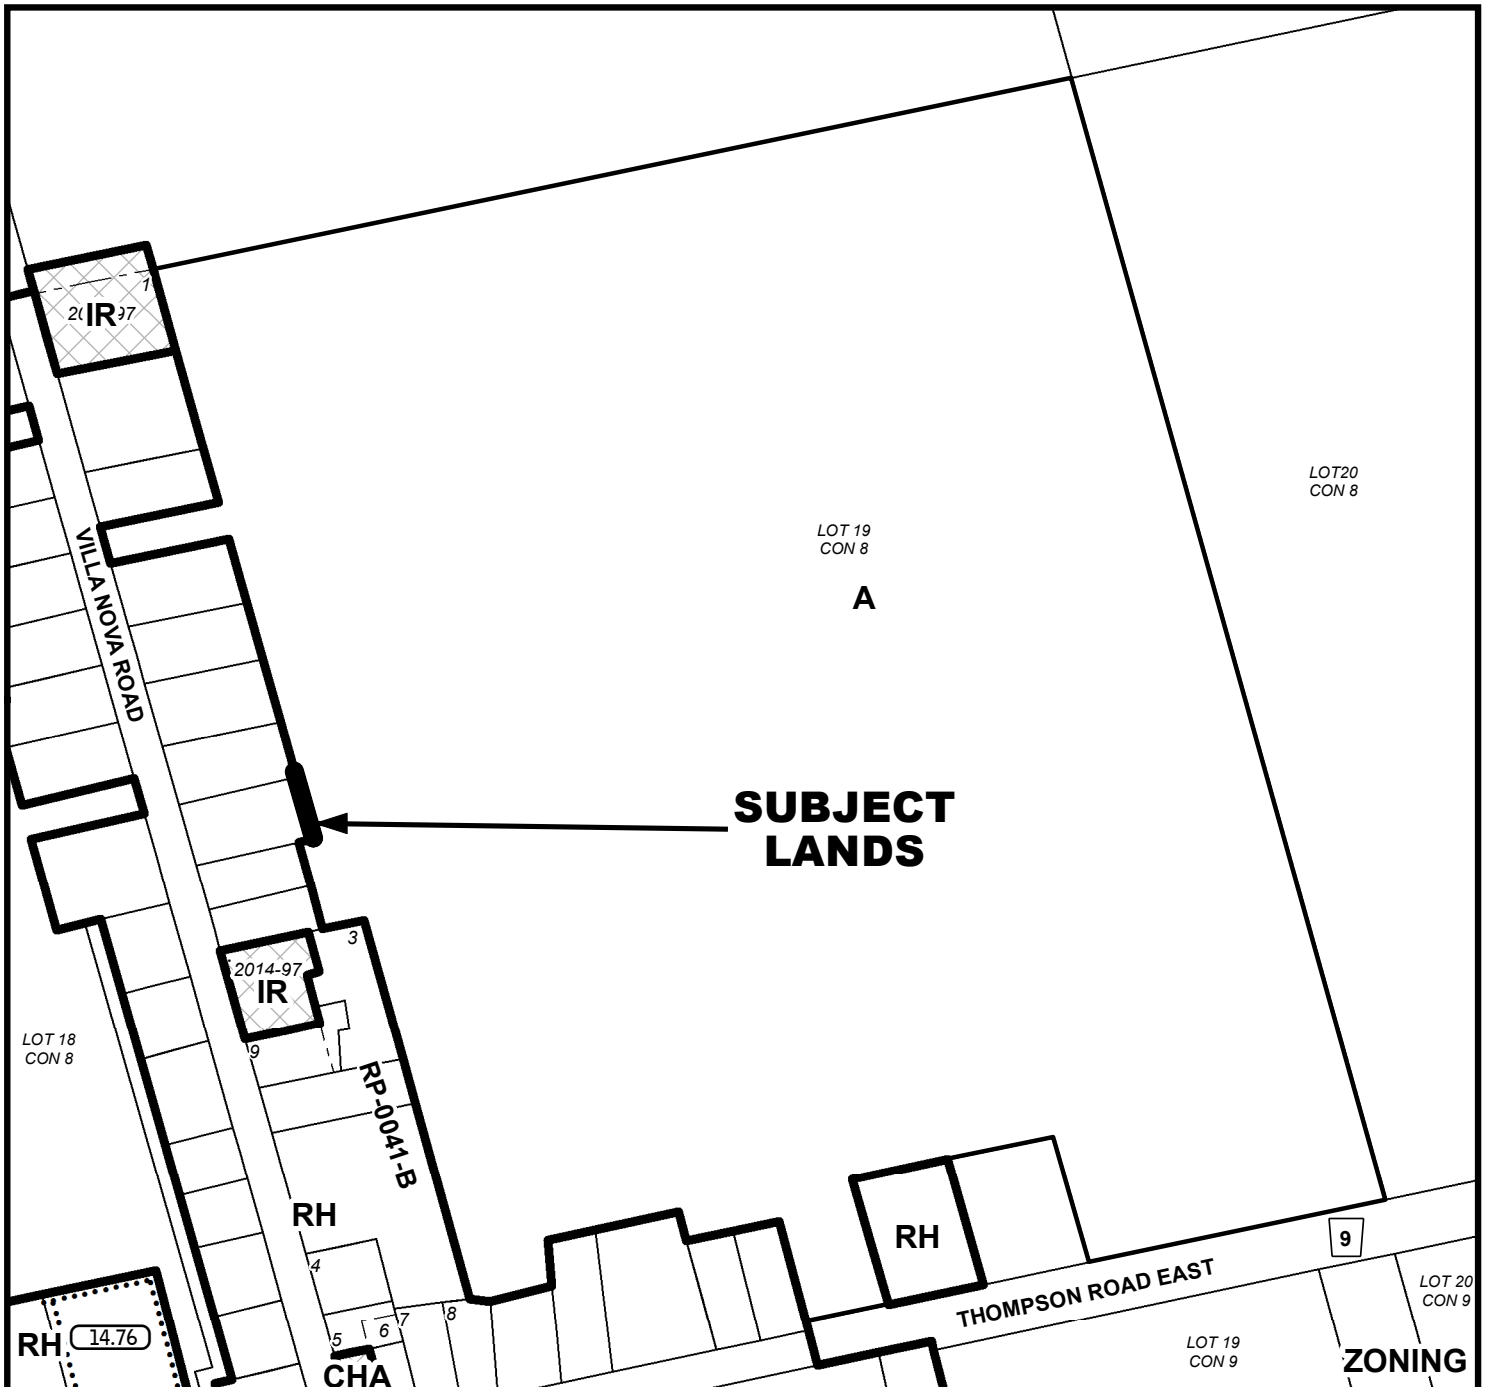 1
IR
LOT20
CON 8
LOT 19
CON 8
A
VILLA NOVA ROAD
SUBJECT
LANDS
3
2014-97
IR
LOT 18
CON 8
9
RP-0041-B
RH
RH
9
4
THOMPSON ROAD EAST
LOT 20
CON 9
8
7
6
5
RH
14.76
LOT 19
CON 9
ZONING
CHA